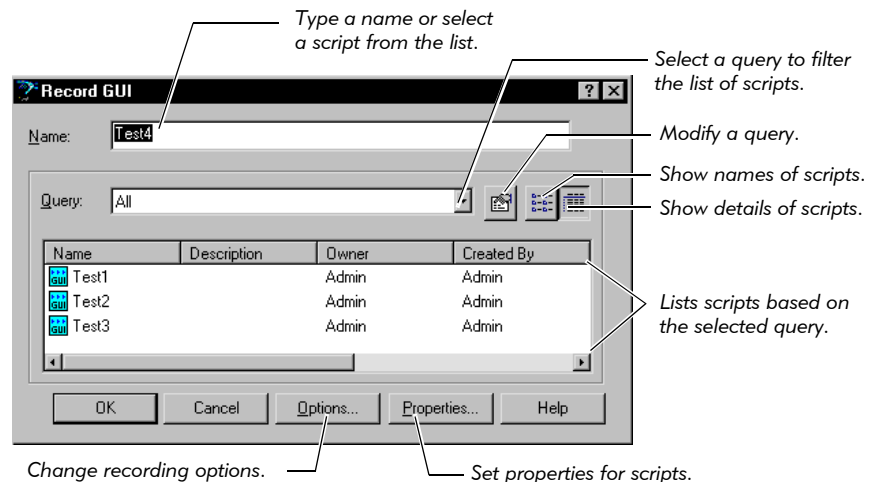 Type a name or select
a script from the list.
Select a query to filter
the list of scripts.
Record GUI
Name: Test4
Modify a query.
Show names of scripts.
Query: All
Show details of scripts.
Name Description Owner Created By
GUI Test1 Admin Admin
GUI Test2 Admin Admin
GUI Test3 Admin Admin
Lists scripts based on
the selected query.
OK Cancel Options... Properties... Help
Change recording options.
Set properties for scripts.